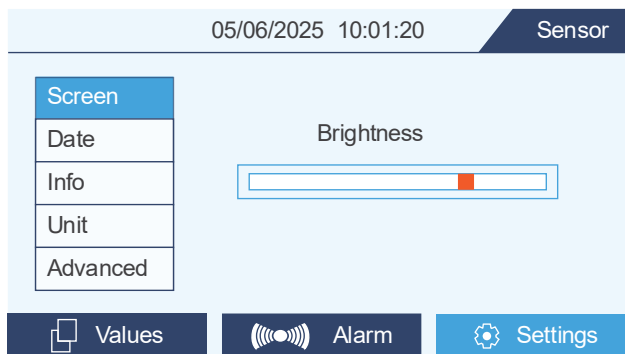 05/06/2025 10:01:20 Sensor
Screen
Date
Info
Unit
Advanced
Brightness
Values Alarm Settings